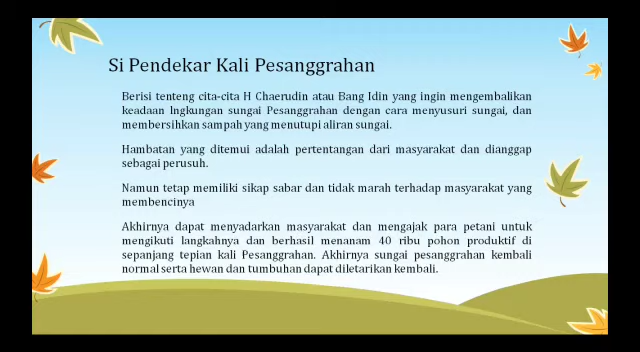 Si Pendekar Kali Pesanggrahan
Berisi tenteng cita-cita H Chaerudin atau Bang Idin yang ingin mengembalikan
keadaan lngkungan sungai Pesanggrahan dengan cara menyusuri sungai, dan
membersihkan sampah yang menutupi aliran sungai.
Hambatan yang ditemui adalah pertentangan dari masyarakat dan dianggap
sebagai perusuh.
Namun tetap memiliki sikap sabar dan tidak marah terhadap masyarakat yang
membencinya
Akhirnya dapat menyadarkan masyarakat dan mengajak para petani untuk
mengikuti langkahnya dan berhasil menanam 40 ribu pohon produktif di
sepanjang tepian kali Pesanggrahan. Akhirnya sungai pesanggrahan kembali
normal serta hewan dan tumbuhan dapat diletarikan kembali.